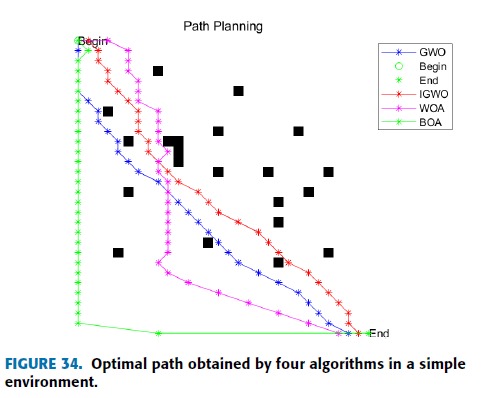 Path Planning
Begin
GWO
Begin
End
IGWO
WOA
BOA
End
FIGURE 34. Optimal path obtained by four algorithms in a simple
environment.